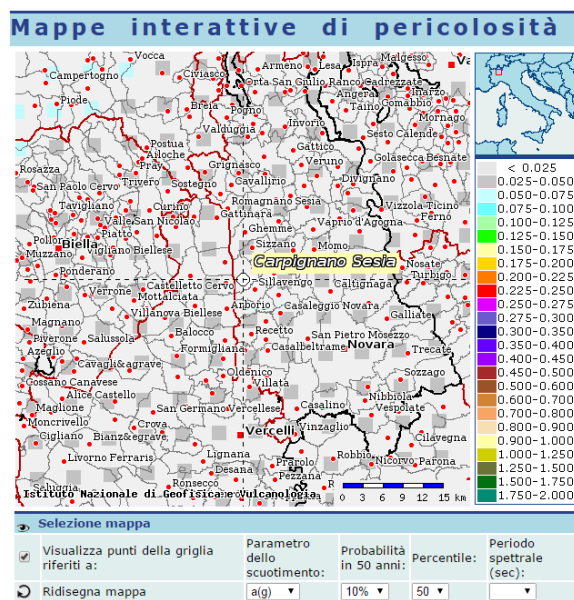 Mappe interattive di pericolosità
Vocca
Campertogno
Civiasco
Armeno
Lesa
Ispra
Malgesso
Va
Orta San Giulio
Ranco
Cadrezzate
Piode
Breia
Pogno
Angera
Inarzo
Taino
Comabbio
Valduggia
Invorio
Mornago
Sesto Calende
Postua
Gattico
Ailoche
Pray
Grignasco
Veruno
Golasecca
Besnate
Rosazza
Trivero
Sostegno
Cavallirio
Divignano
San Paolo Cervo
Tavigliano
Curino
Romagnano Sesia
Vizzola Ticino
Gattinara
Ferno
Valle San Nicolao
Vaprio d'Agogna
Piatto
Ghemme
Biella
Vigliano Biellese
Sizzano
Momo
Muzzano
Carpignano Sesia
Nosate
Ponderano
Turbigo
Verrone
Castelletto Cervo
Sillavengo
Caltignaga
Mottalciata
Zubiena
Arborio
Casaleggio Novara
Villanova Biellese
Galliate
Magnano
Balocco
Recetto
San Pietro Mosezzo
Piverone
Salussola
Formigliana
Casalbeltrame
Novara
Trecate
Azeglio
Cavagli&agrave
Oldenico
Sozzago
Gossano Canavese
Villata
Alice Castello
Nibbiola
Maglione
San Germano Vercellese
Casalino
Vespolate
Moncrivello
Crova
Cigliano
Bianz&egrave
Vercelli
Vinzaglio
Cilavegna
Livorno Ferraris
Lignana
Robbio
Desana
Prarolo
Nicorvo
Parona
Pezzana
Saluggia
Ronsecco
R
Istituto Nazionale di Geofisica e Vulcanologia
0 3 6 9 12 15 km
< 0.025
0.025-0.050
0.050-0.075
0.075-0.100
0.100-0.125
0.125-0.150
0.150-0.175
0.175-0.200
0.200-0.225
0.225-0.250
0.250-0.275
0.275-0.300
0.300-0.350
0.350-0.400
0.400-0.450
0.450-0.500
0.500-0.600
0.600-0.700
0.700-0.800
0.800-0.900
0.900-1.000
1.000-1.250
1.250-1.500
1.500-1.750
1.750-2.000
Selezione mappa
Visualizza punti della griglia riferiti a:
Parametro dello scuotimento:
Probabilità in 50 anni:
Percentile:
Periodo spettrale (sec):
Ridisegna mappa
a(g)
10%
50